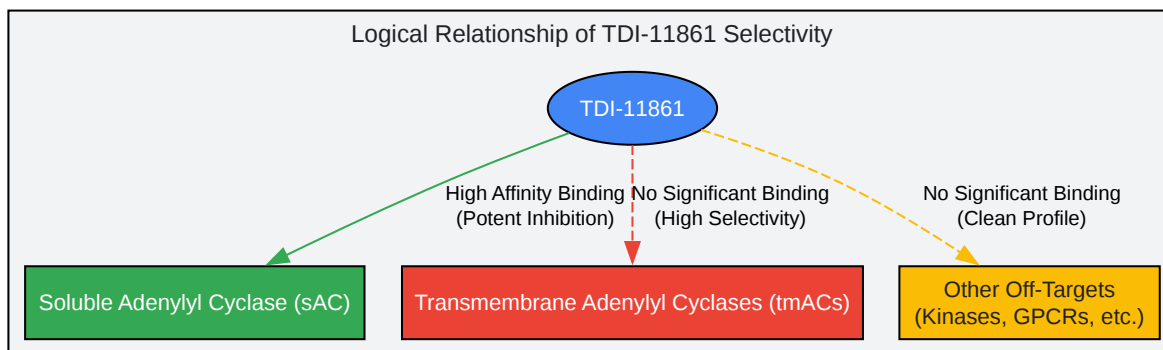 Logical Relationship of TDI-11861 Selectivity
TDI-11861
High Affinity Binding
(Potent Inhibition)
No Significant Binding
(High Selectivity)
No Significant Binding
(Clean Profile)
Soluble Adenylyl Cyclase (sAC)
Transmembrane Adenylyl Cyclases (tmACs)
Other Off-Targets
(Kinases, GPCRs, etc.)